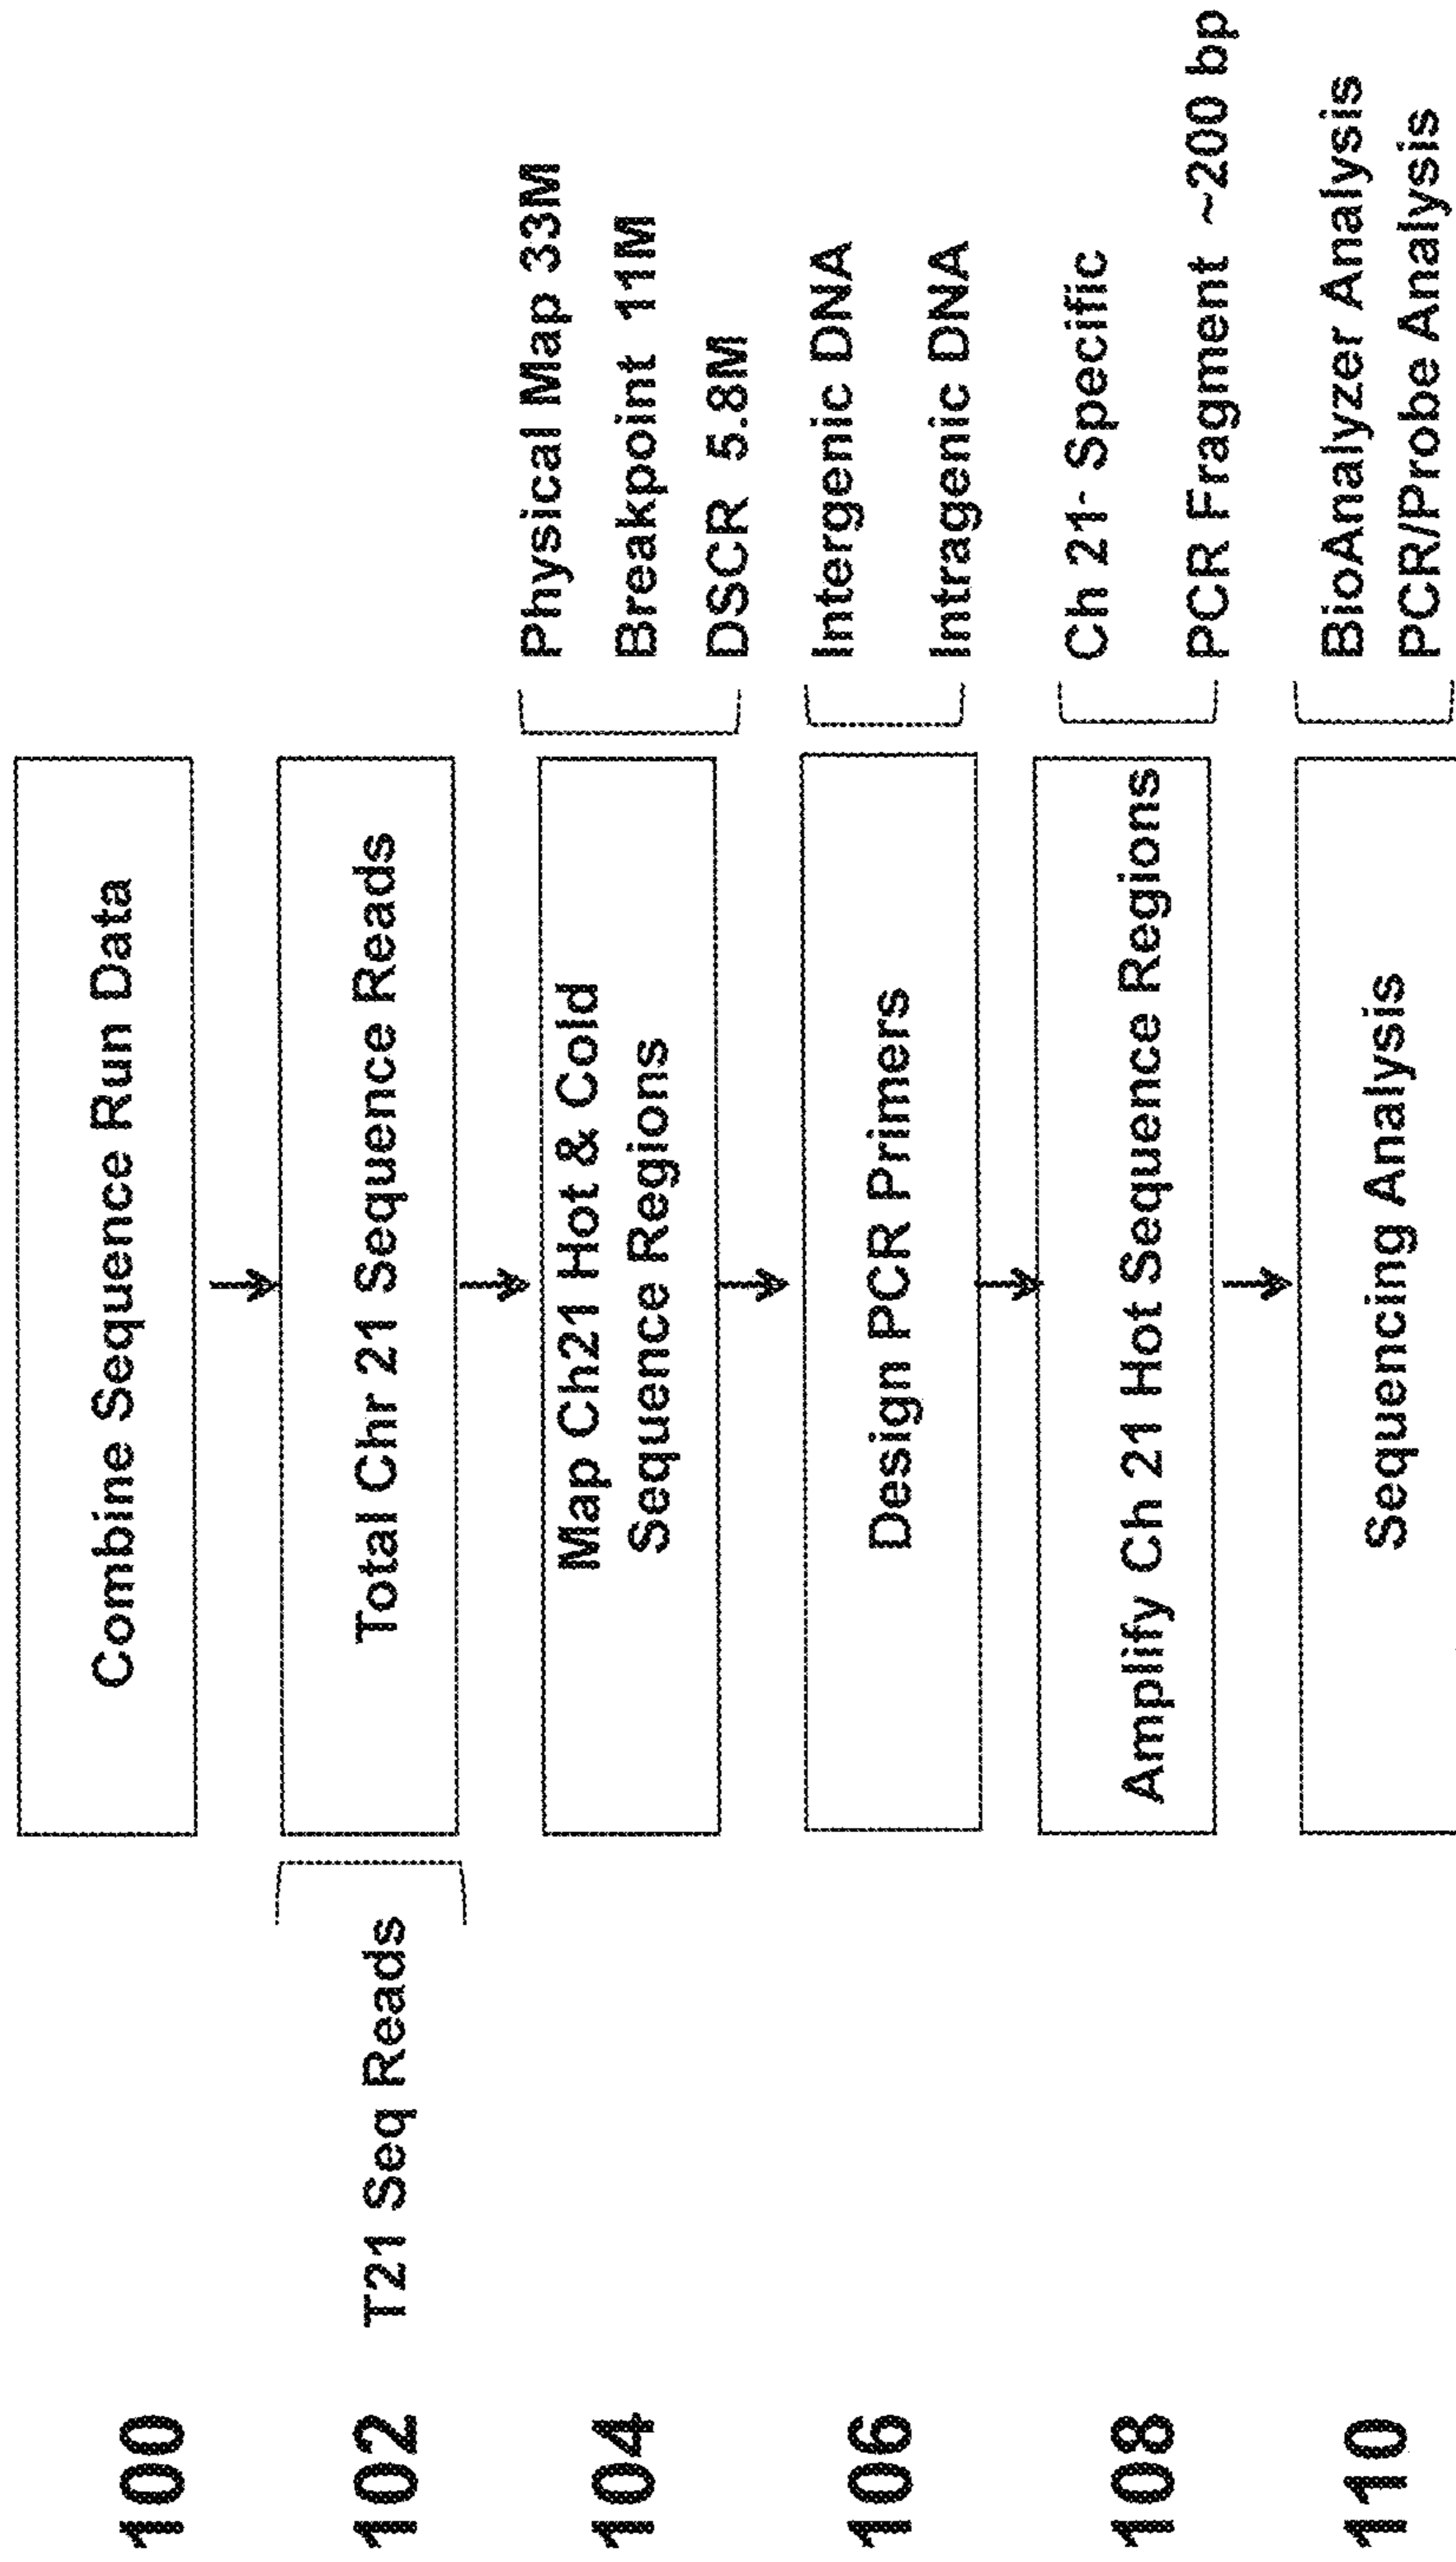 100
Combine Sequence Run Data
102
T21 Seq Reads
Total Chr 21 Sequence Reads
104
Map Ch21 Hot & Cold
Sequence Regions
Physical Map 33M
Breakpoint 11M
DSCR 5.8M
106
Design PCR Primers
Intergenic DNA
Intragenic DNA
108
Amplify Ch 21 Hot Sequence Regions
Ch 21- Specific
PCR Fragment ~200 bp
110
Sequencing Analysis
BioAnalyzer Analysis
PCR/Probe Analysis